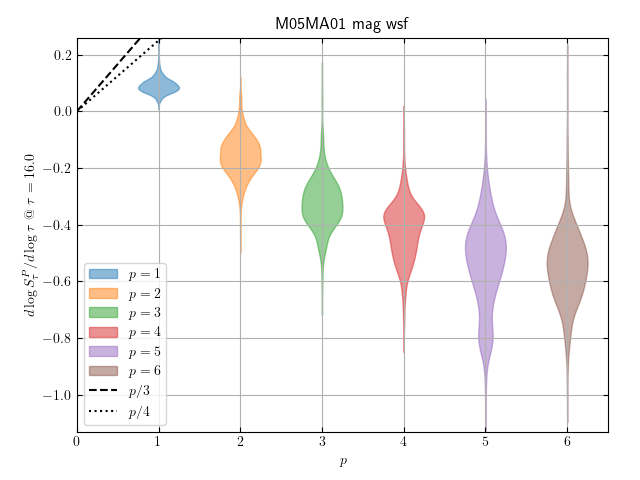 M05MA01 mag wsf
0.2
0.0
−0.2
−0.4
−0.6
−0.8
−1.0
d log S_τ^P / d log τ @ τ = 16.0
p = 1
p = 2
p = 3
p = 4
p = 5
p = 6
p/3
p/4
0 1 2 3 4 5 6
p